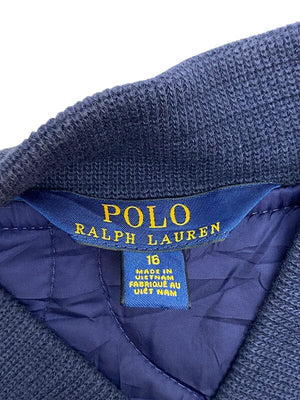 POLO
RALPH LAUREN
16
MADE IN
VIETNAM
FABRIQUÉ AU
VIÊT NAM